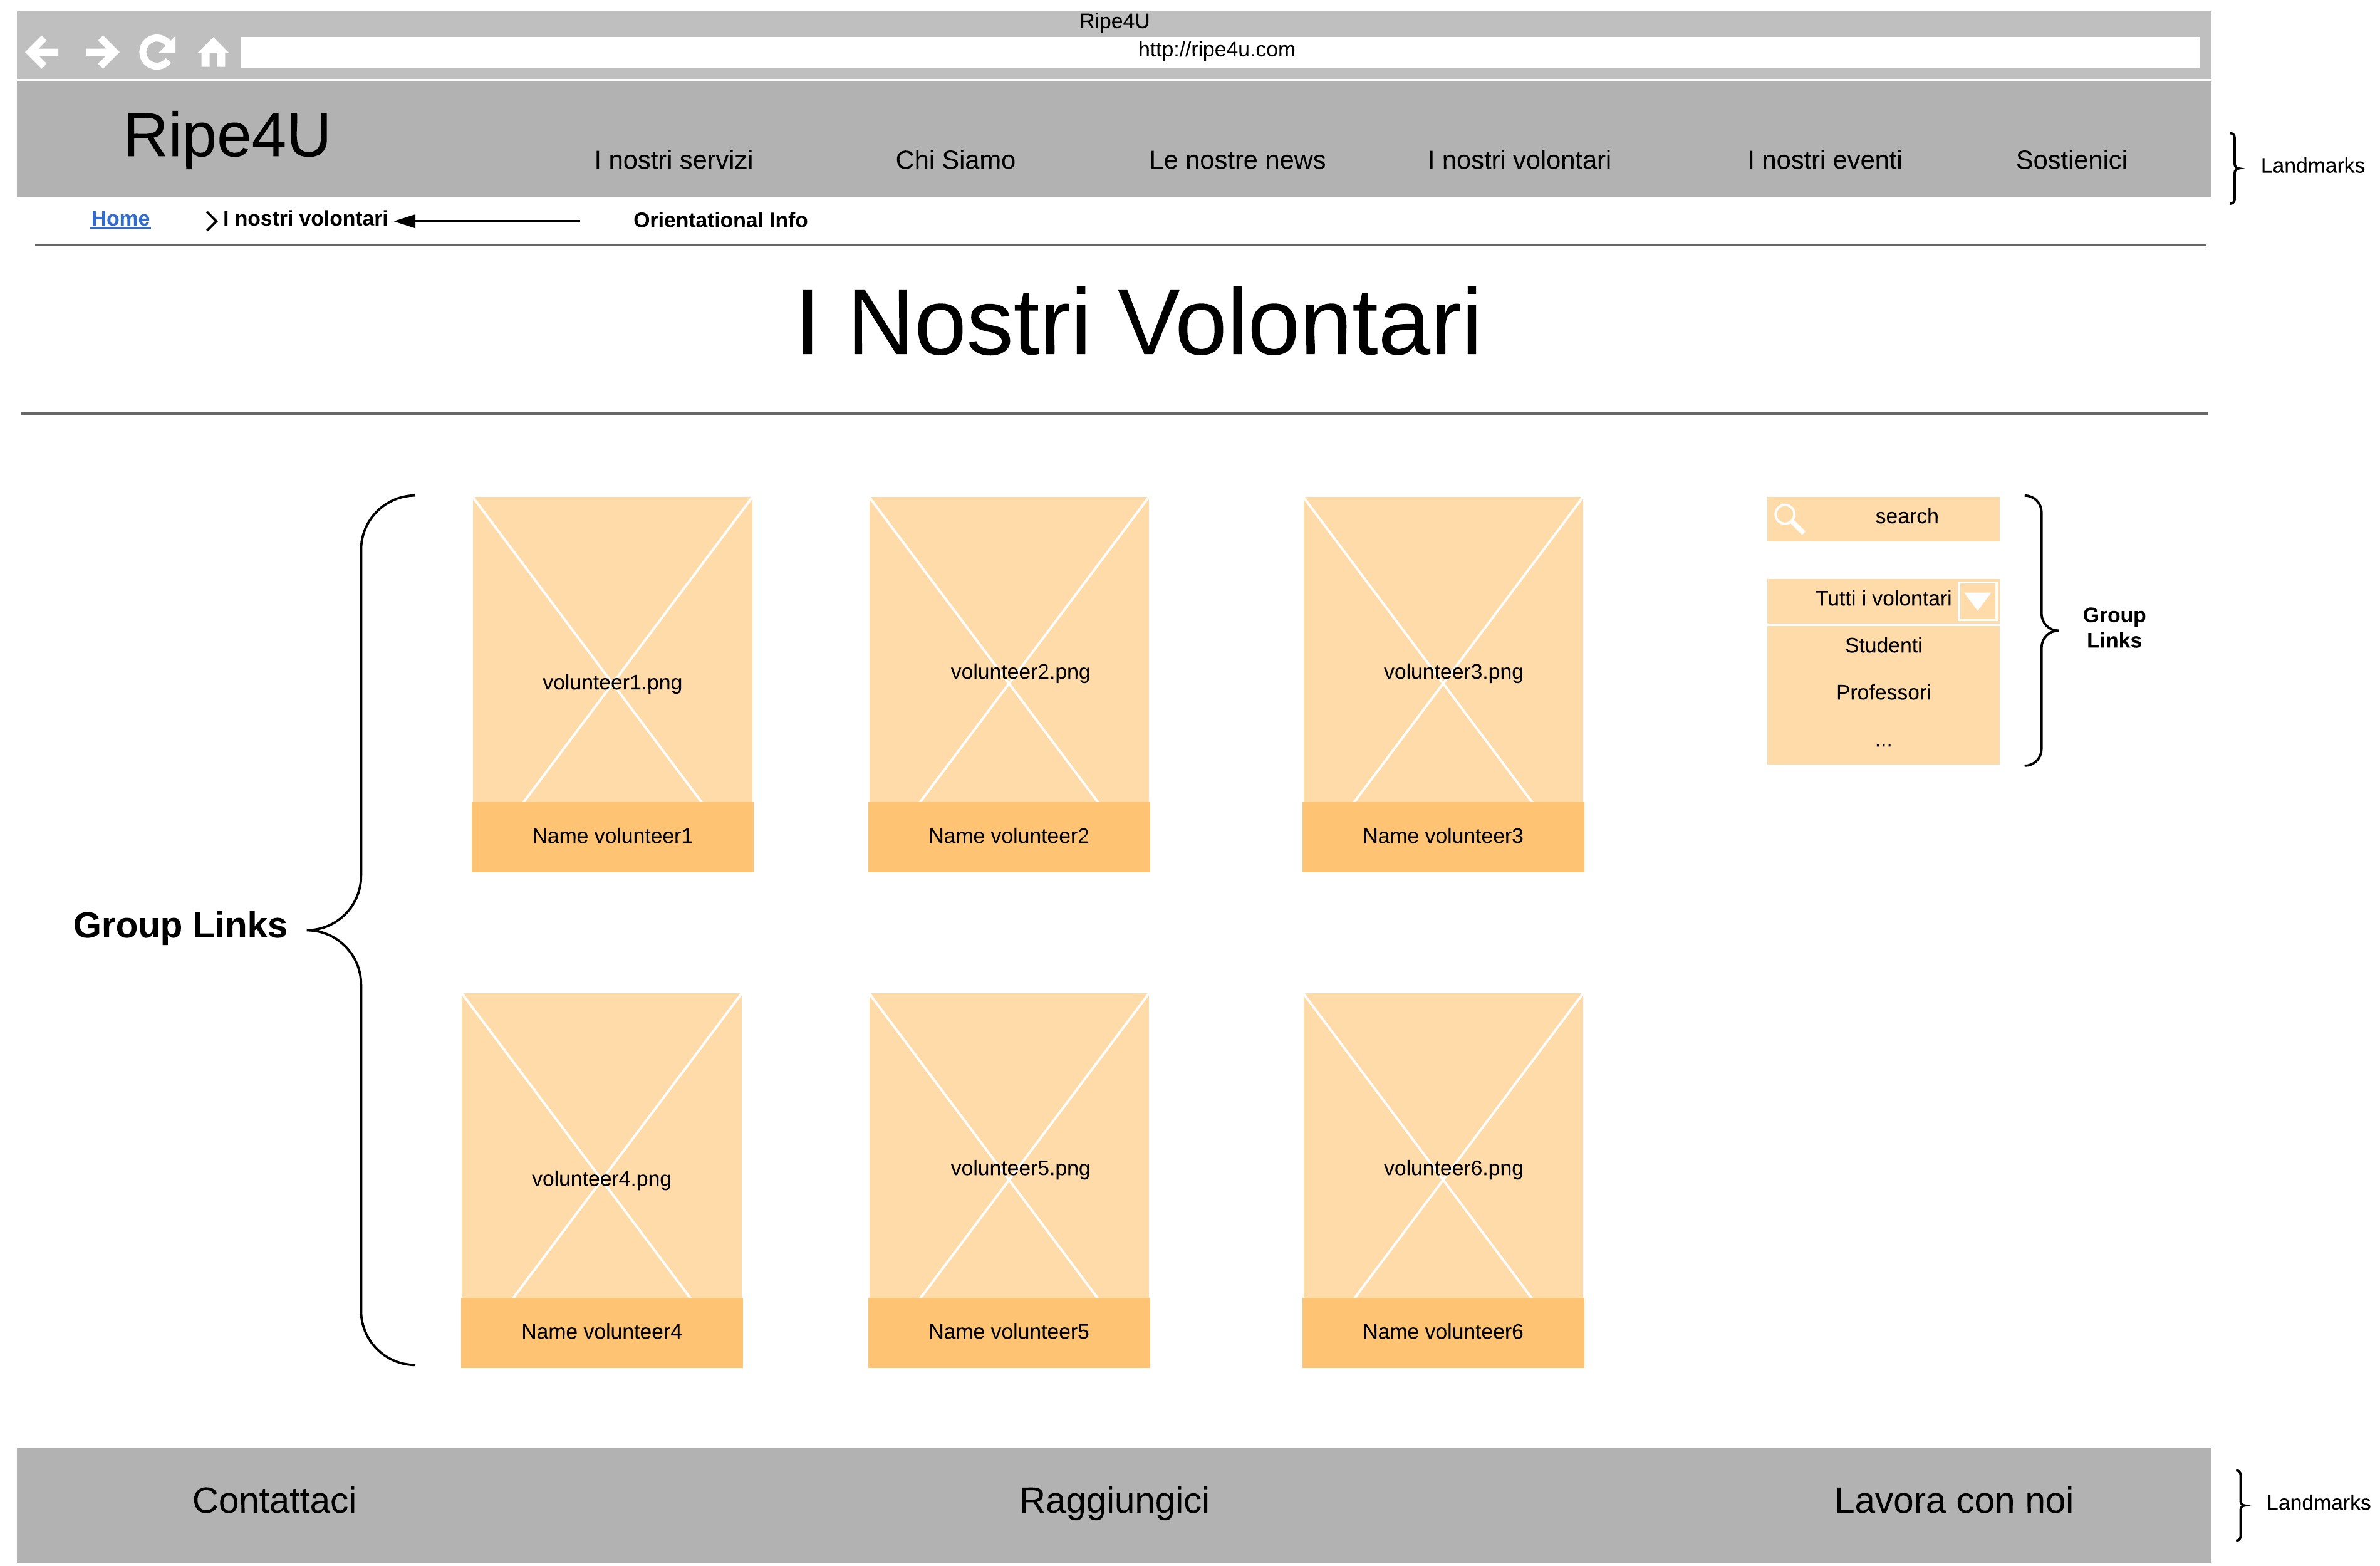 Ripe4U
http://ripe4u.com
Ripe4U
I nostri servizi
Chi Siamo
Le nostre news
I nostri volontari
I nostri eventi
Sostienici
Landmarks
Home
I nostri volontari
Orientational Info
I Nostri Volontari
volunteer1.png
Name volunteer1
volunteer2.png
Name volunteer2
volunteer3.png
Name volunteer3
search
Tutti i volontari
Studenti
Professori
...
Group
Links
Group Links
volunteer4.png
Name volunteer4
volunteer5.png
Name volunteer5
volunteer6.png
Name volunteer6
Contattaci
Raggiungici
Lavora con noi
Landmarks